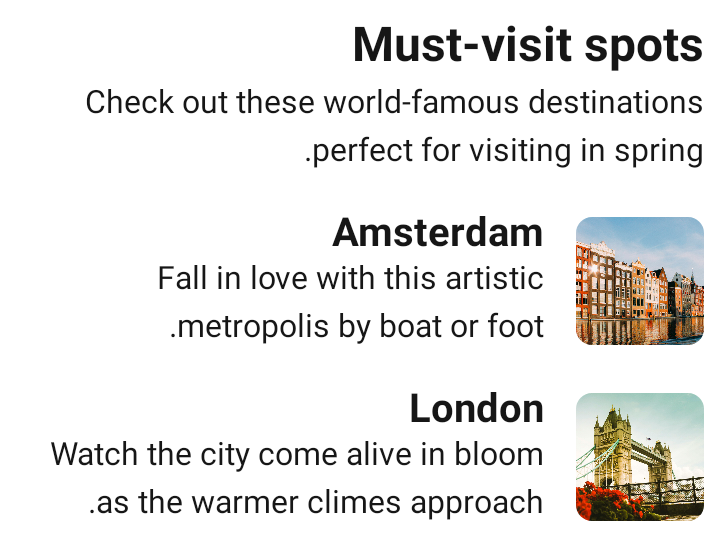 Must-visit spots
Check out these world-famous destinations
.perfect for visiting in spring
Amsterdam
Fall in love with this artistic
.metropolis by boat or foot
London
Watch the city come alive in bloom
.as the warmer climes approach